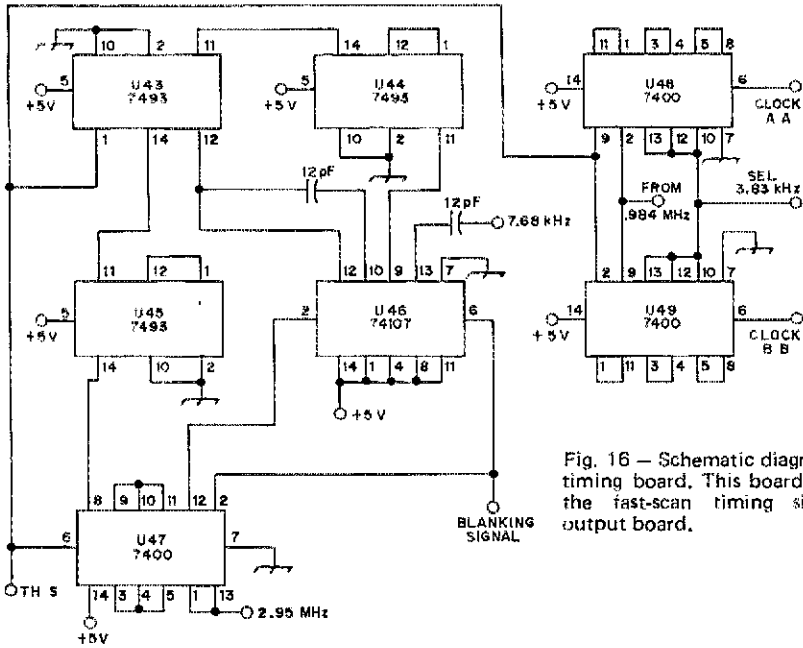 10 2 11 14 12 1 11 1 3 4 5 8
5 U43 7493 +5V
5 U44 7493 +5V
14 U48 7400 +5V 6 CLOCK A A
1 14 12 10 2 11 9 2 13 12 10 7
12pF
FROM .984 MHz
SEL 3.83 kHz
12pF 7.68 kHz
11 12 1 12 10 9 13 7 2 9 13 12 10 7
5 U45 7493 +5V
2 U46 74107 6
14 U49 7400 +5V 6 CLOCK B B
14 10 2 14 1 4 8 11 1 11 3 4 5 8
+5V
8 9 10 11 12 2
6 U47 7400 7
BLANKING SIGNAL
TH S
14 3 4 5 1 13
2.95 MHz
+5V
Fig. 16 — Schematic diagr
timing board. This board
the fast-scan timing si
output board.